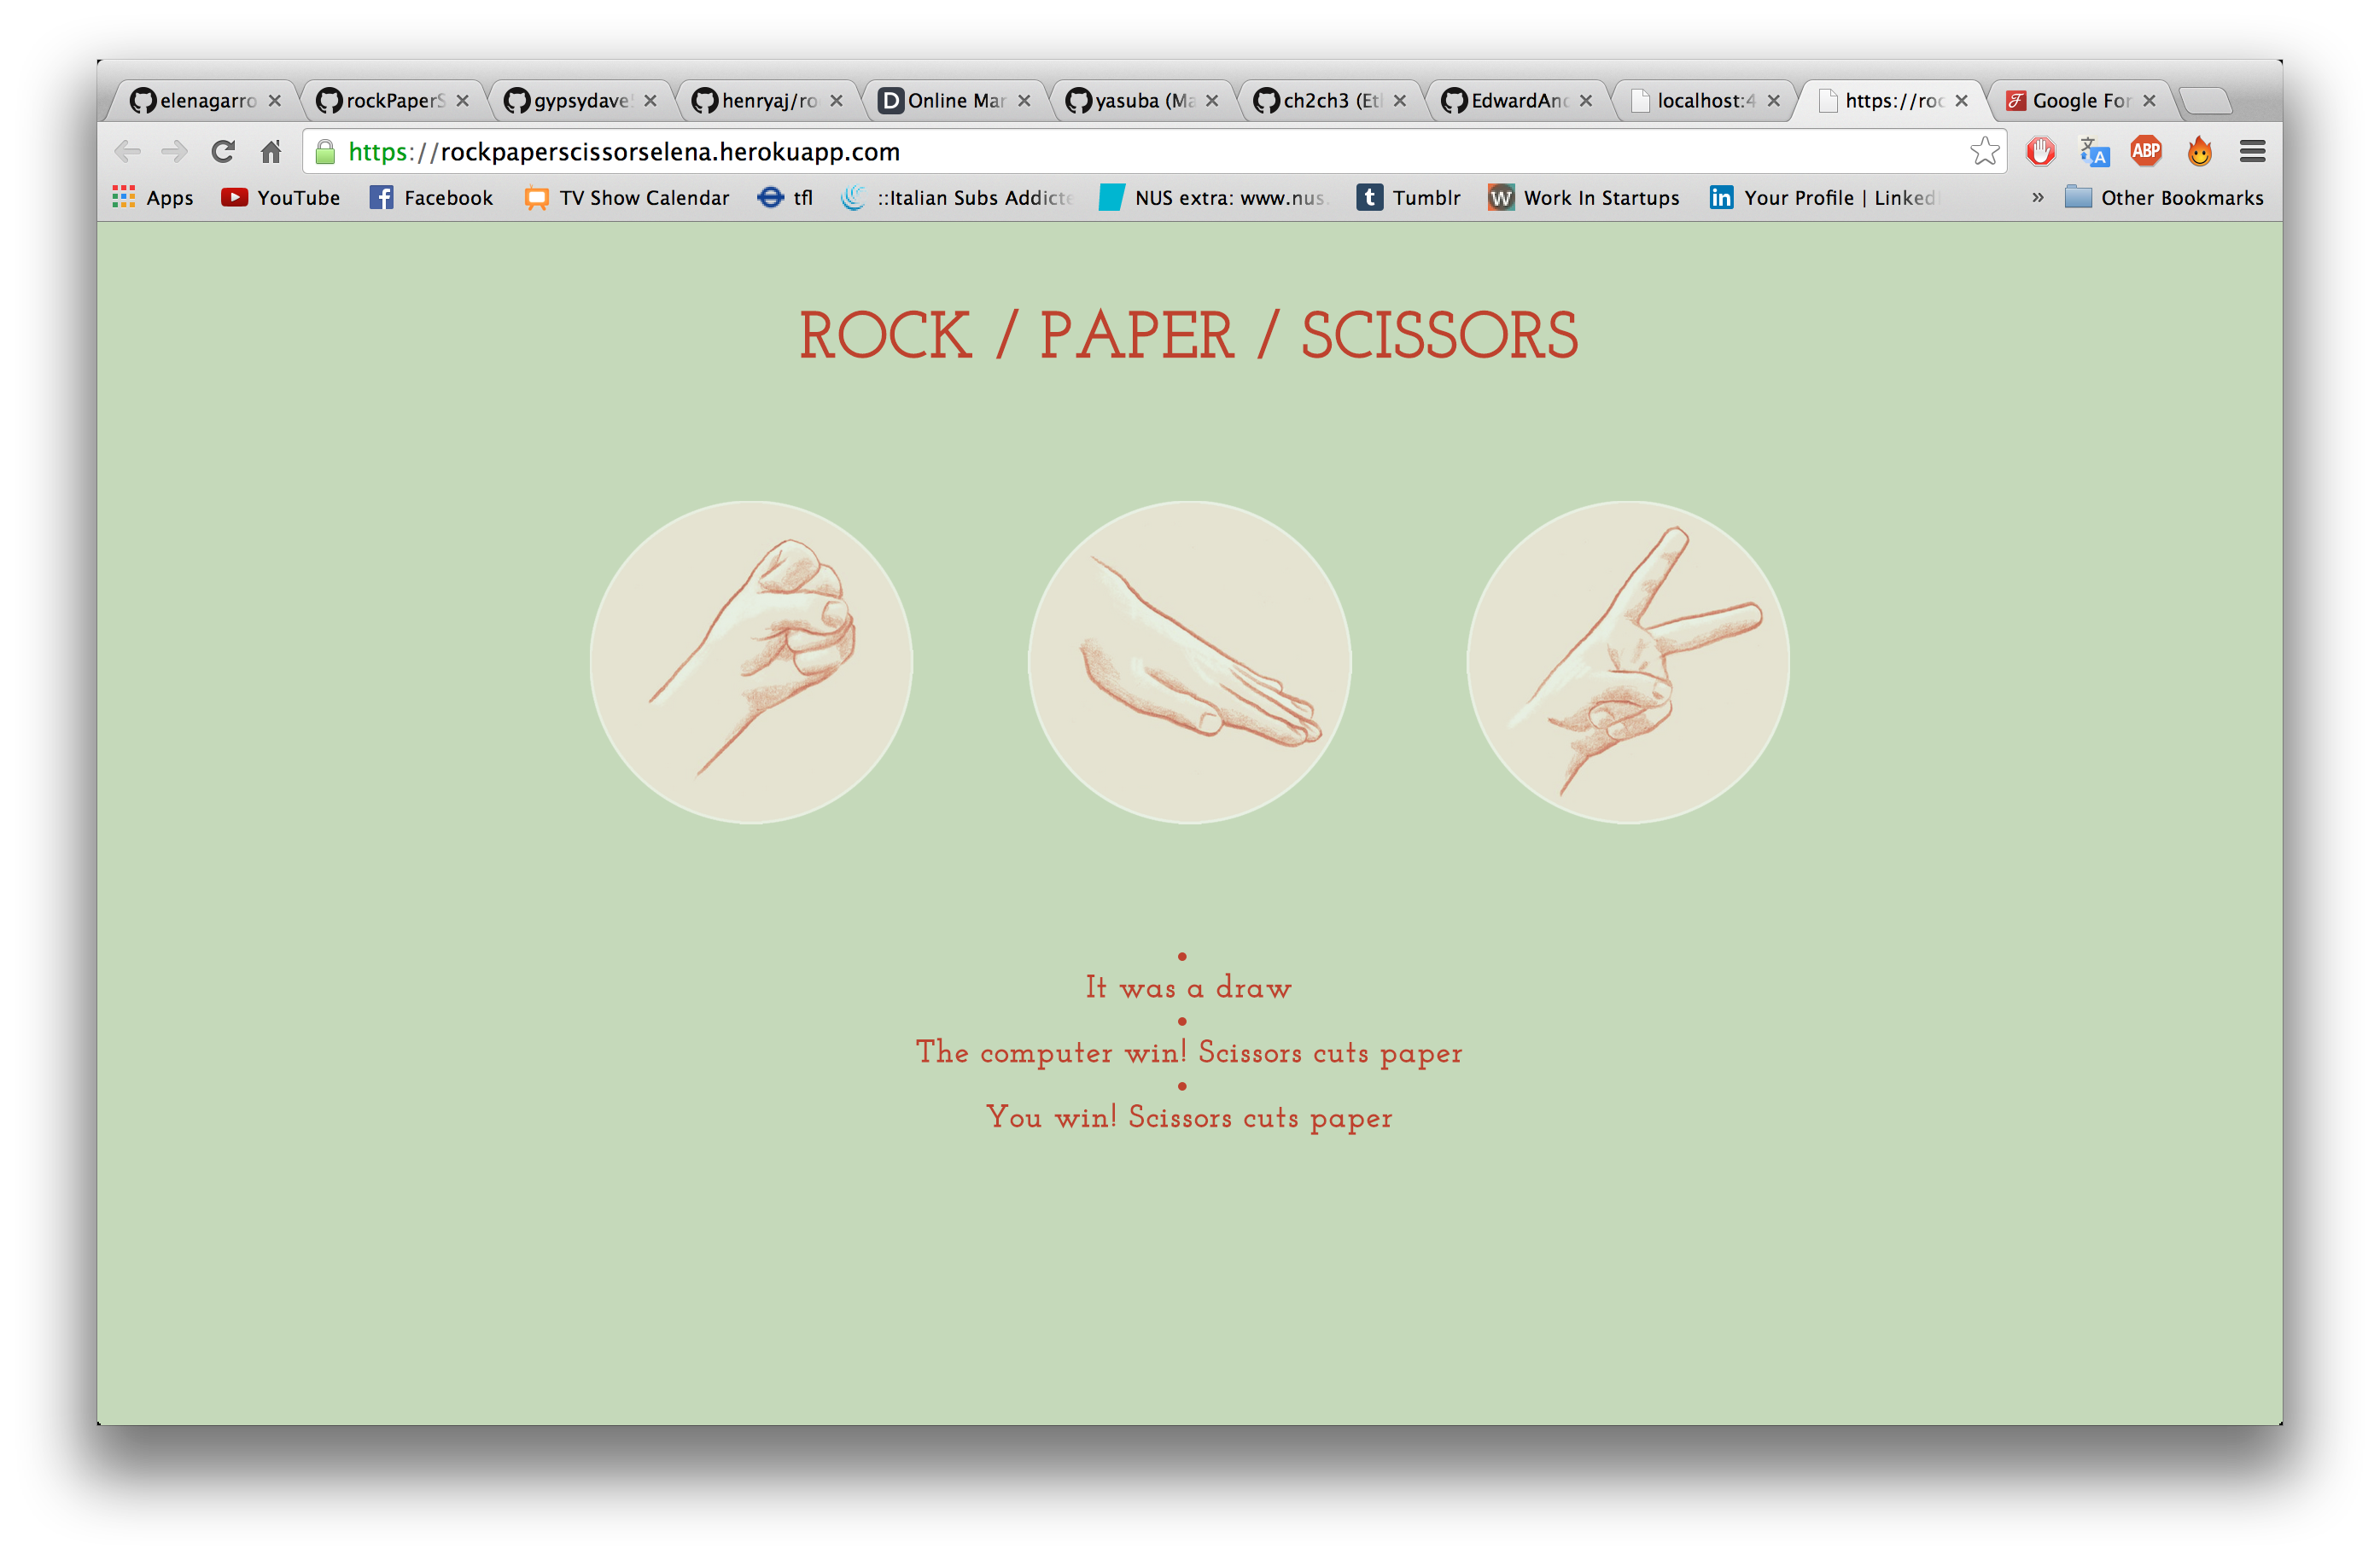 elenagarro
rockPaperS
gypsydave5
henryaj/ro
D Online Mar
yasuba (Ma
ch2ch3 (Et
EdwardAnd
localhost:4
https://roc
Google For
https://rockpaperscissorselena.herokuapp.com
ABP
Apps YouTube Facebook TV Show Calendar tfl ::Italian Subs Addicte NUS extra: www.nus. t Tumblr W Work In Startups in Your Profile | Linked » Other Bookmarks
ROCK / PAPER / SCISSORS
•
It was a draw
•
The computer win! Scissors cuts paper
•
You win! Scissors cuts paper